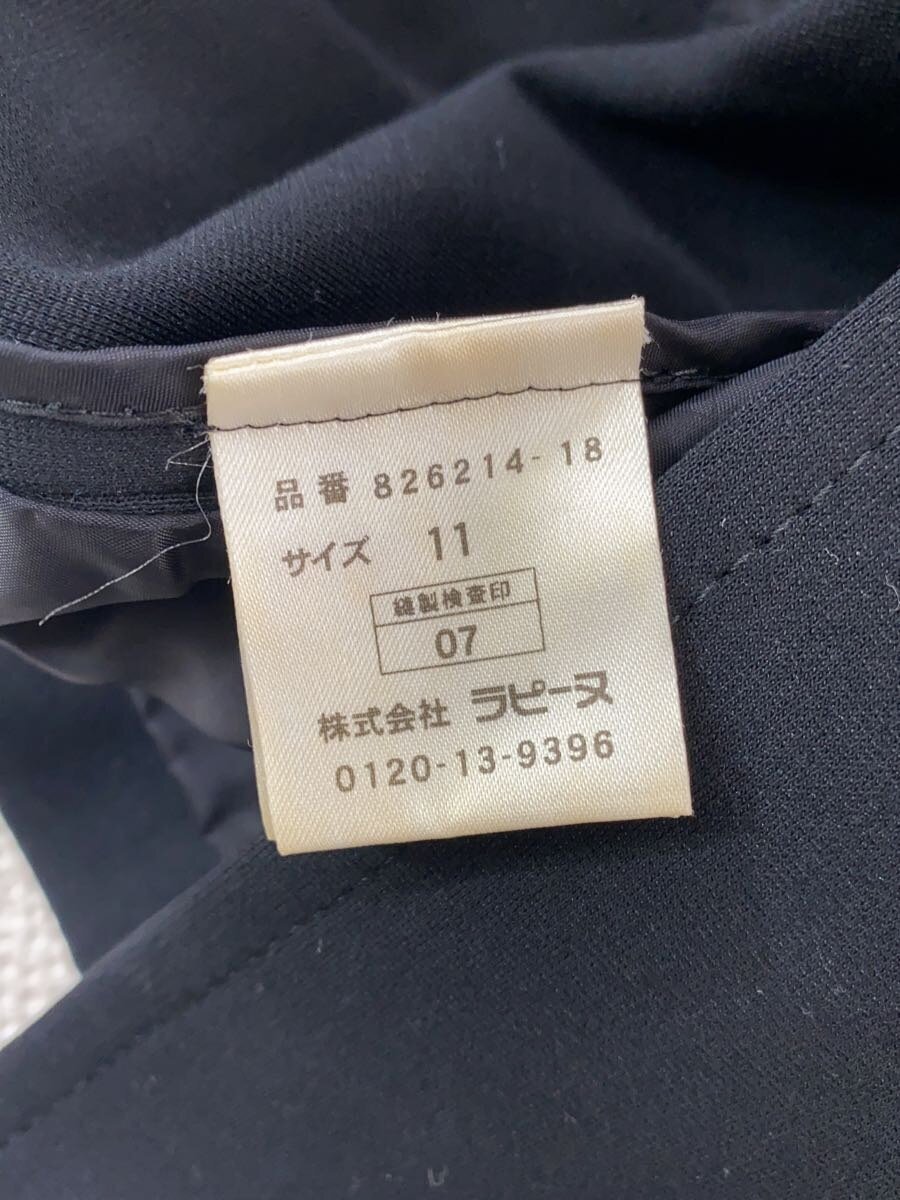 品番 826214-18
サイズ 11
縫製検査印
07
株式会社 ラピーヌ
0120-13-9396